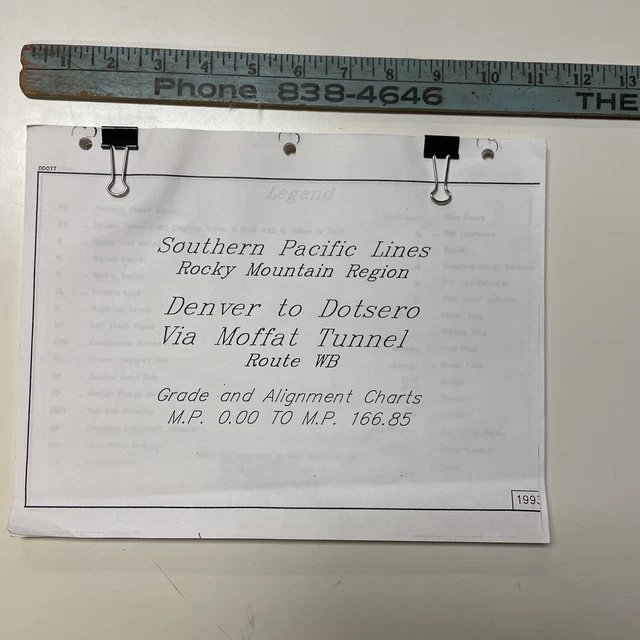 1 2 3 4 5 6 7 8 9 10 11 12 13
Phone 838-4646 THE
DDOTT
Legend
Southern Pacific Lines
Rocky Mountain Region
Denver to Dotsero
Via Moffat Tunnel
Route WB
Grade and Alignment Charts
M.P. 0.00 TO M.P. 166.85
1993